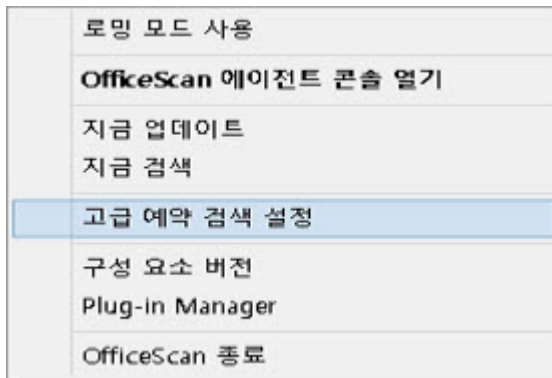 로밍 모드 사용
OfficeScan 에이전트 콘솔 열기
지금 업데이트
지금 검색
고급 예약 검색 설정
구성 요소 버전
Plug-in Manager
OfficeScan 종료